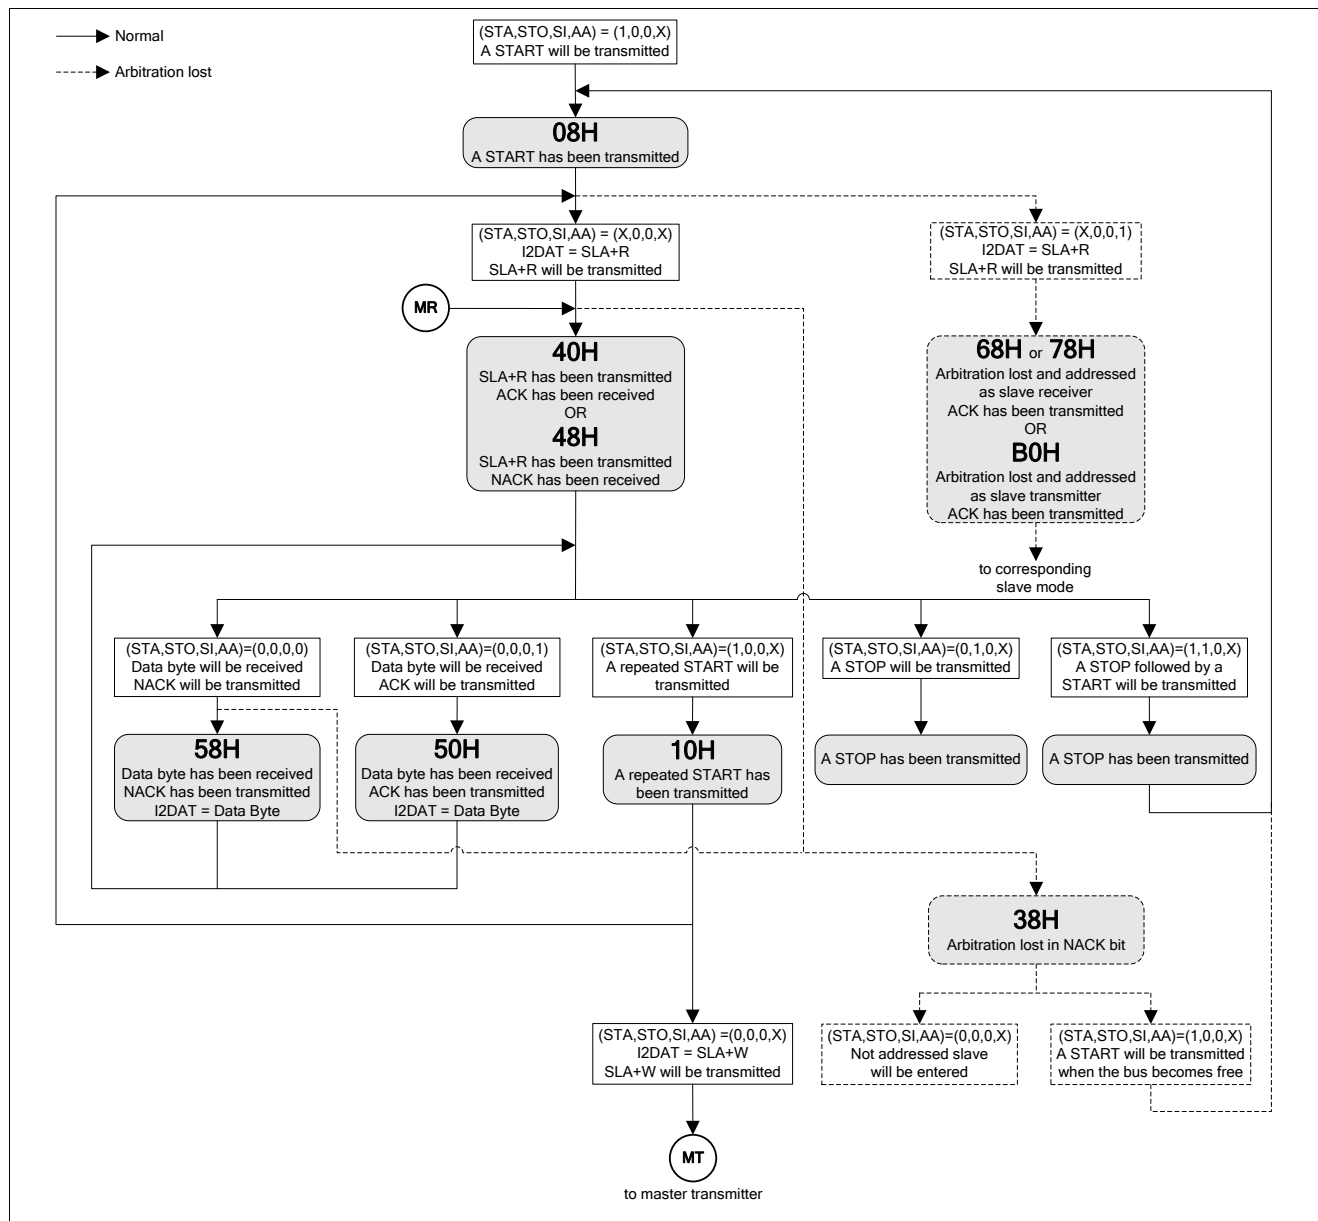 Normal
Arbitration lost
(STA,STO,SI,AA) = (1,0,0,X)
A START will be transmitted
08H
A START has been transmitted
(STA,STO,SI,AA) = (X,0,0,X)
I2DAT = SLA+R
SLA+R will be transmitted
(STA,STO,SI,AA) = (X,0,0,1)
I2DAT = SLA+R
SLA+R will be transmitted
MR
40H
SLA+R has been transmitted
ACK has been received
OR
48H
SLA+R has been transmitted
NACK has been received
68H or 78H
Arbitration lost and addressed
as slave receiver
ACK has been transmitted
OR
B0H
Arbitration lost and addressed
as slave transmitter
ACK has been transmitted
to corresponding
slave mode
(STA,STO,SI,AA)=(0,0,0,0)
Data byte will be received
NACK will be transmitted
(STA,STO,SI,AA)=(0,0,0,1)
Data byte will be received
ACK will be transmitted
(STA,STO,SI,AA)=(1,0,0,X)
A repeated START will be
transmitted
(STA,STO,SI,AA)=(0,1,0,X)
A STOP will be transmitted
(STA,STO,SI,AA)=(1,1,0,X)
A STOP followed by a
START will be transmitted
58H
Data byte has been received
NACK has been transmitted
I2DAT = Data Byte
50H
Data byte has been received
ACK has been transmitted
I2DAT = Data Byte
10H
A repeated START has
been transmitted
A STOP has been transmitted
A STOP has been transmitted
38H
Arbitration lost in NACK bit
(STA,STO,SI,AA) =(0,0,0,X)
I2DAT = SLA+W
SLA+W will be transmitted
(STA,STO,SI,AA)=(0,0,0,X)
Not addressed slave
will be entered
(STA,STO,SI,AA)=(1,0,0,X)
A START will be transmitted
when the bus becomes free
MT
to master transmitter